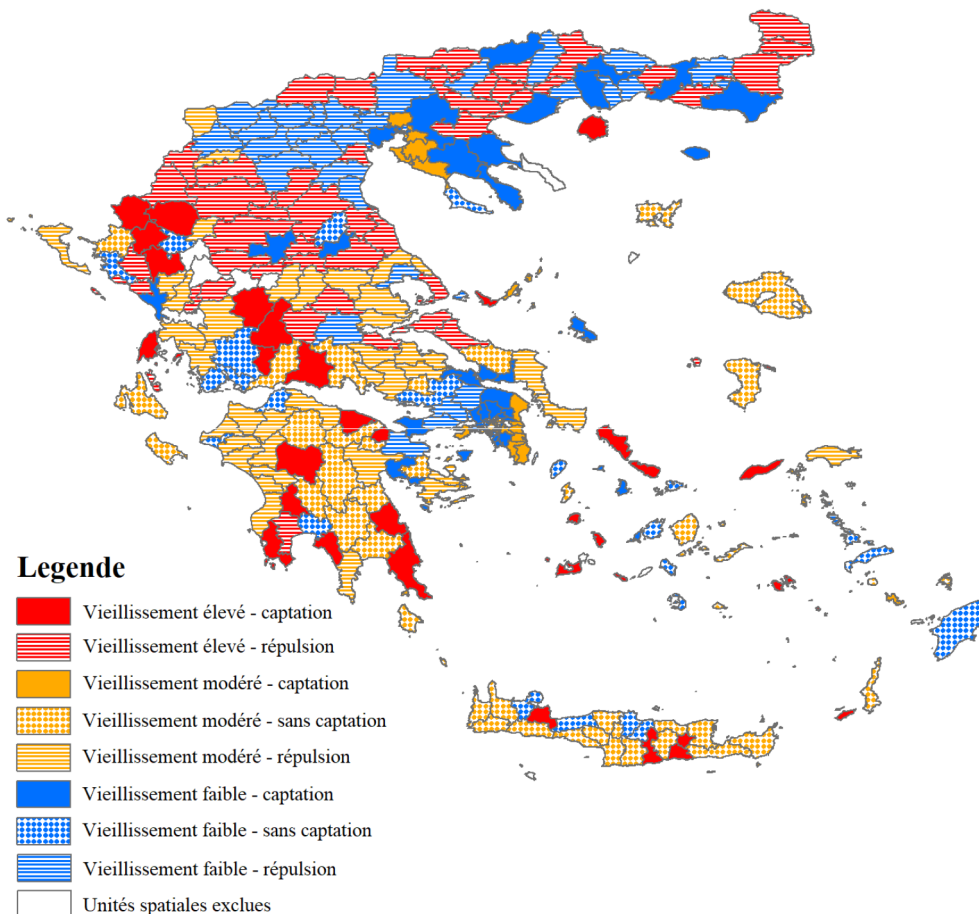 Legende
Vieillissement élevé - captation
Vieillissement élevé - répulsion
Vieillissement modéré - captation
Vieillissement modéré - sans captation
Vieillissement modéré - répulsion
Vieillissement faible - captation
Vieillissement faible - sans captation
Vieillissement faible - répulsion
Unités spatiales exclues